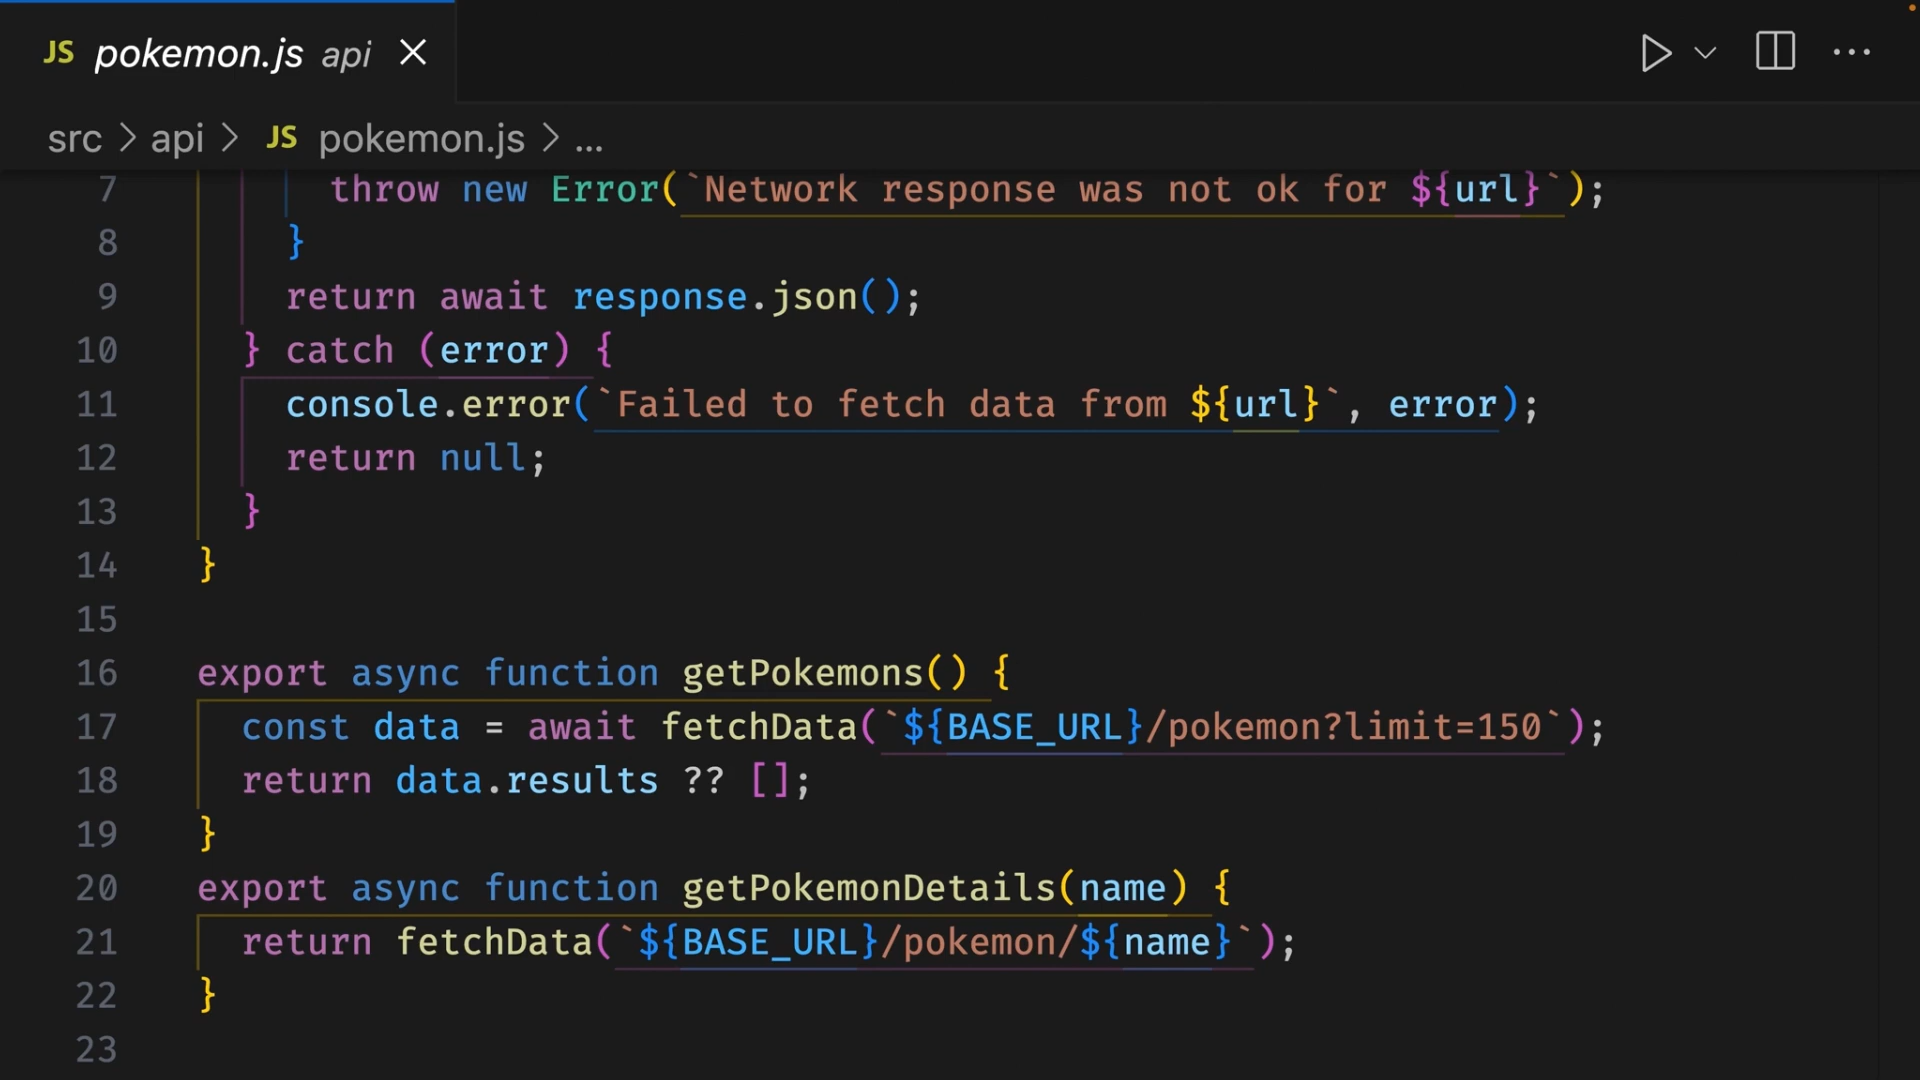 JS pokemon.js api
src > api > JS pokemon.js > ...
7 throw new Error(`Network response was not ok for ${url}`);
8 }
9 return await response.json();
10 } catch (error) {
11 console.error(`Failed to fetch data from ${url}`, error);
12 return null;
13 }
14 }
15
16 export async function getPokemons() {
17 const data = await fetchData(`${BASE_URL}/pokemon?limit=150`);
18 return data.results ?? [];
19 }
20 export async function getPokemonDetails(name) {
21 return fetchData(`${BASE_URL}/pokemon/${name}`);
22 }
23